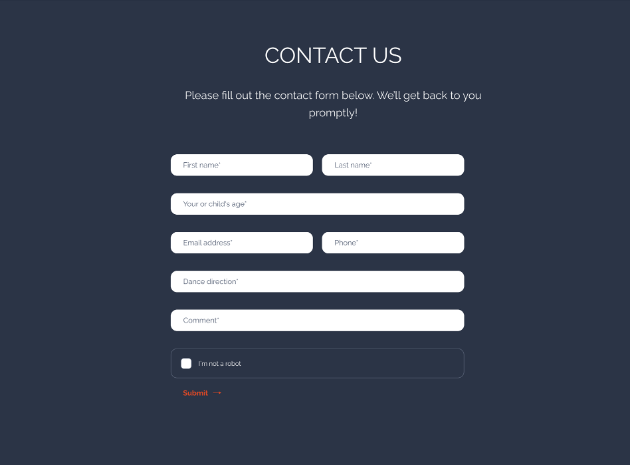 CONTACT US
Please fill out the contact form below. We'll get back to you
promptly!
First name*
Last name*
Your or child's age*
Email address*
Phone*
Dance direction*
Comment*
I'm not a robot
Submit →